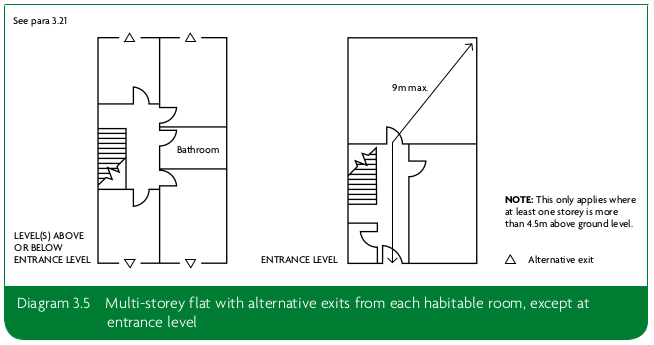 See para 3.21
9m max.
Bathroom
NOTE: This only applies where
at least one storey is more
than 4.5m above ground level.
LEVEL(S) ABOVE
OR BELOW
ENTRANCE LEVEL
ENTRANCE LEVEL
Alternative exit
Diagram 3.5 Multi-storey flat with alternative exits from each habitable room, except at
entrance level